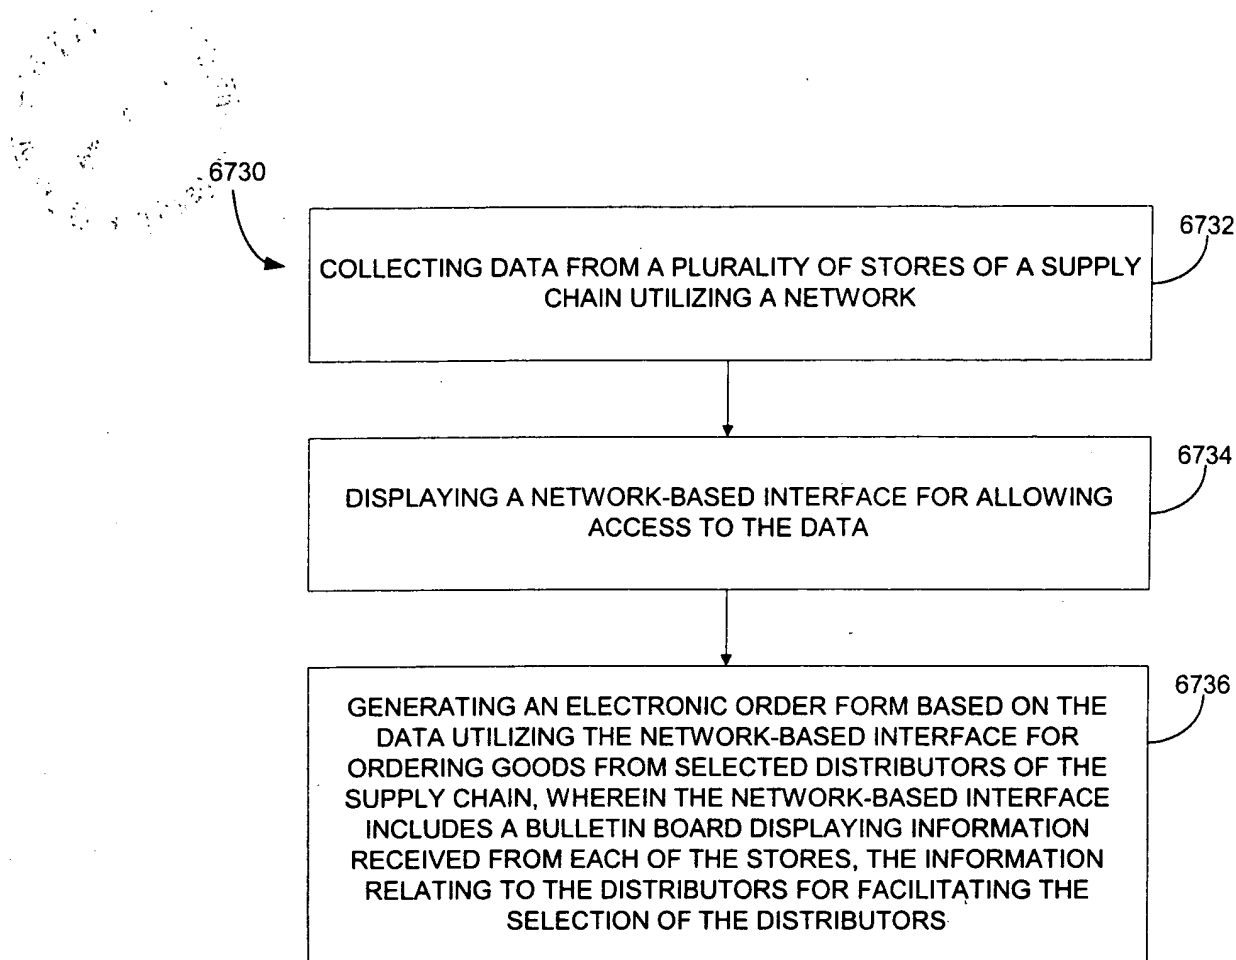 6730
6732
COLLECTING DATA FROM A PLURALITY OF STORES OF A SUPPLY
CHAIN UTILIZING A NETWORK
6734
DISPLAYING A NETWORK-BASED INTERFACE FOR ALLOWING
ACCESS TO THE DATA
6736
GENERATING AN ELECTRONIC ORDER FORM BASED ON THE
DATA UTILIZING THE NETWORK-BASED INTERFACE FOR
ORDERING GOODS FROM SELECTED DISTRIBUTORS OF THE
SUPPLY CHAIN, WHEREIN THE NETWORK-BASED INTERFACE
INCLUDES A BULLETIN BOARD DISPLAYING INFORMATION
RECEIVED FROM EACH OF THE STORES, THE INFORMATION
RELATING TO THE DISTRIBUTORS FOR FACILITATING THE
SELECTION OF THE DISTRIBUTORS